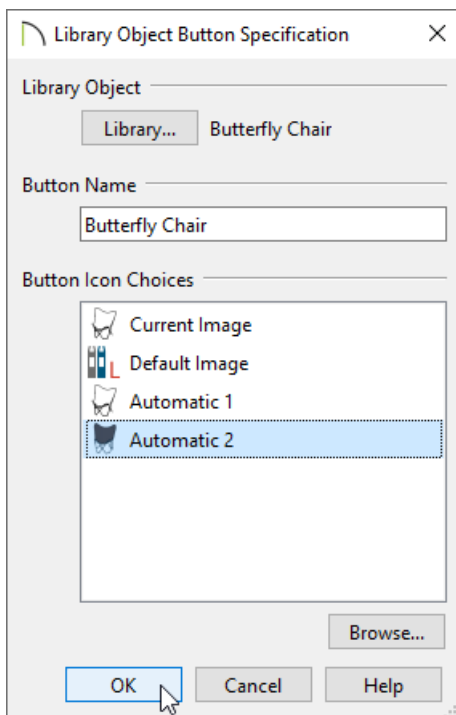 Library Object Button Specification
Library Object
Library... Butterfly Chair
Button Name
Butterfly Chair
Button Icon Choices
Current Image
L Default Image
Automatic 1
Automatic 2
Browse...
OK Cancel Help